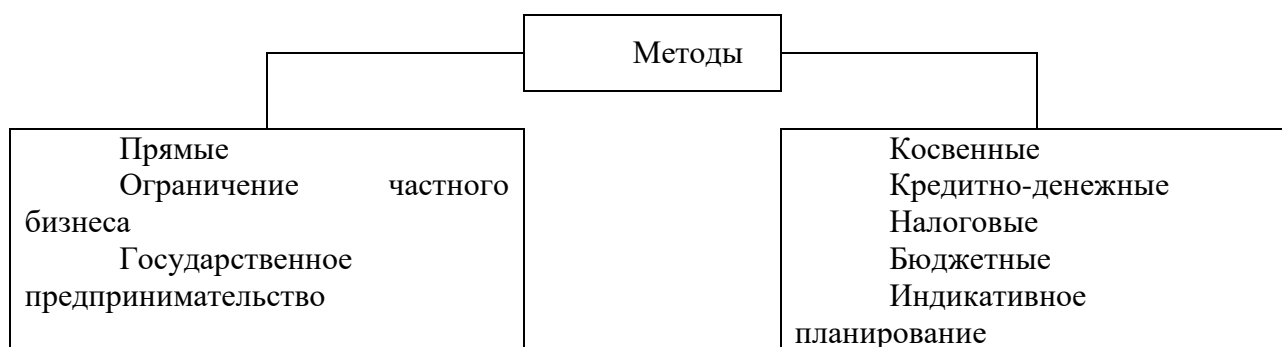 Методы
Прямые
Ограничение частного
бизнеса
Государственное
предпринимательство
Косвенные
Кредитно-денежные
Налоговые
Бюджетные
Индикативное
планирование